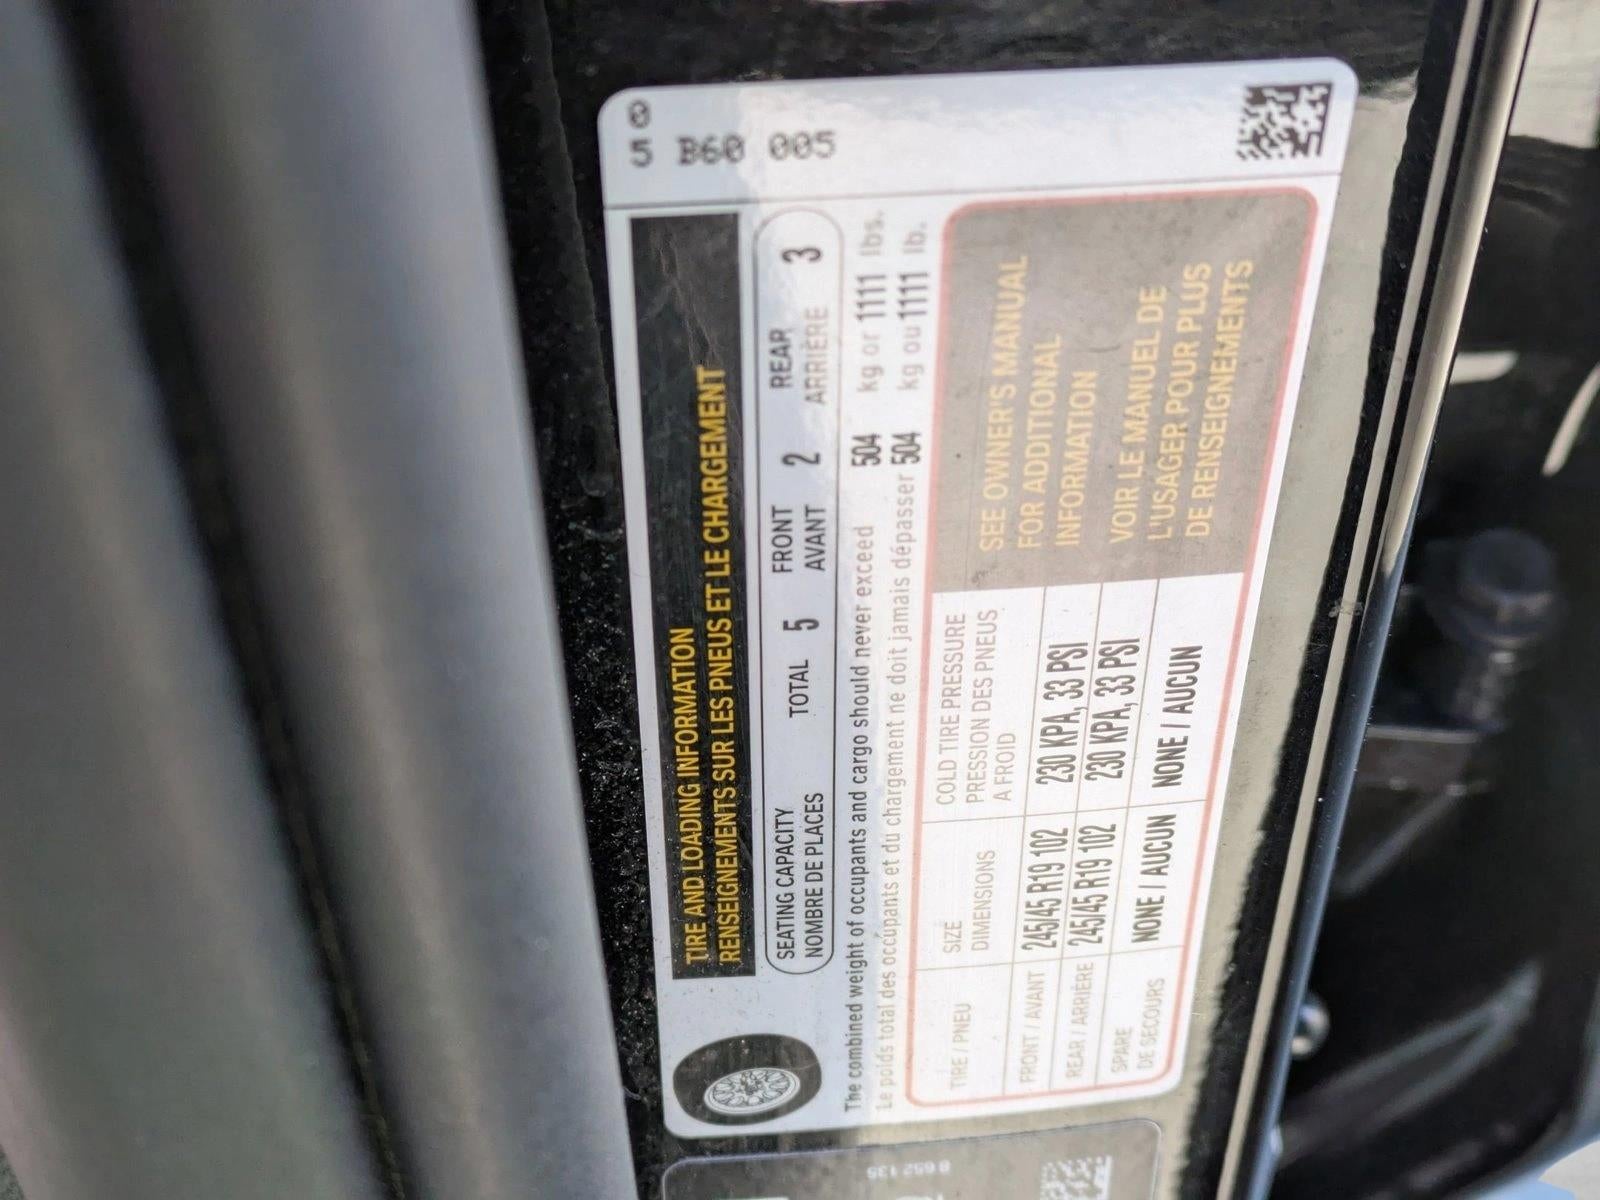 5 B60 005
0
TIRE AND LOADING INFORMATION
RENSEIGNEMENTS SUR LES PNEUS ET LE CHARGEMENT
SEATING CAPACITY TOTAL 5 FRONT 2 REAR 3
NOMBRE DE PLACES AVANT ARRIÈRE
The combined weight of occupants and cargo should never exceed 504 kg or 1111 lbs.
Le poids total des occupants et du chargement ne doit jamais dépasser 504 kg ou 1111 lb.
TIRE / PNEU
SIZE
DIMENSIONS
COLD TIRE PRESSURE
PRESSION DES PNEUS
A FROID
FRONT / AVANT 245/45 R19 102 230 KPA, 33 PSI
REAR / ARRIÈRE 245/45 R19 102 230 KPA, 33 PSI
SPARE
DE SECOURS
NONE / AUCUN NONE / AUCUN
SEE OWNER'S MANUAL
FOR ADDITIONAL
INFORMATION
VOIR LE MANUEL DE
L'USAGER POUR PLUS
DE RENSEIGNEMENTS
8 652 135